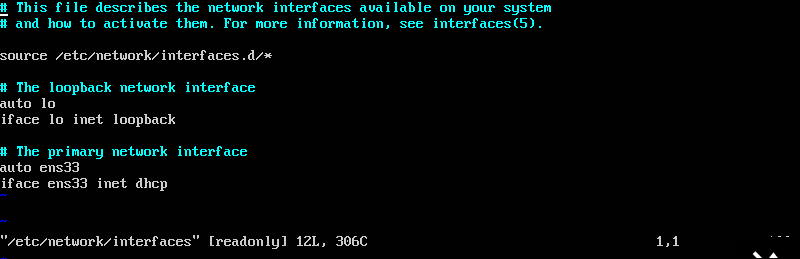 # This file describes the network interfaces available on your system
# and how to activate them. For more information, see interfaces(5).
source /etc/network/interfaces.d/*
# The loopback network interface
auto lo
iface lo inet loopback
# The primary network interface
auto ens33
iface ens33 inet dhcp
~
~
"/etc/network/interfaces" [readonly] 12L, 306C 1,1